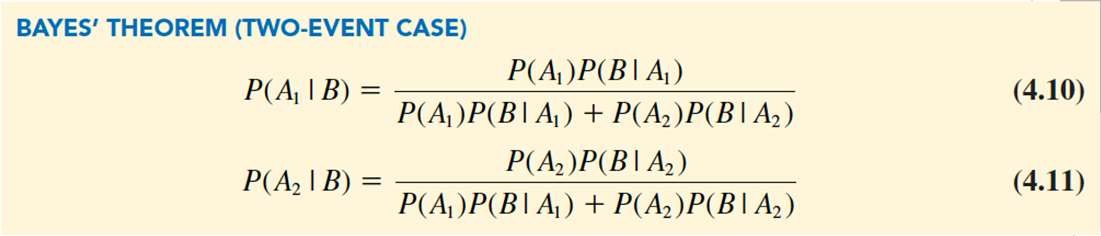 BAYES' THEOREM (TWO-EVENT CASE)
P(A₁ | B) = P(A₁)P(B | A₁) / P(A₁)P(B | A₁) + P(A₂)P(B | A₂) (4.10)
P(A₂ | B) = P(A₂)P(B | A₂) / P(A₁)P(B | A₁) + P(A₂)P(B | A₂) (4.11)